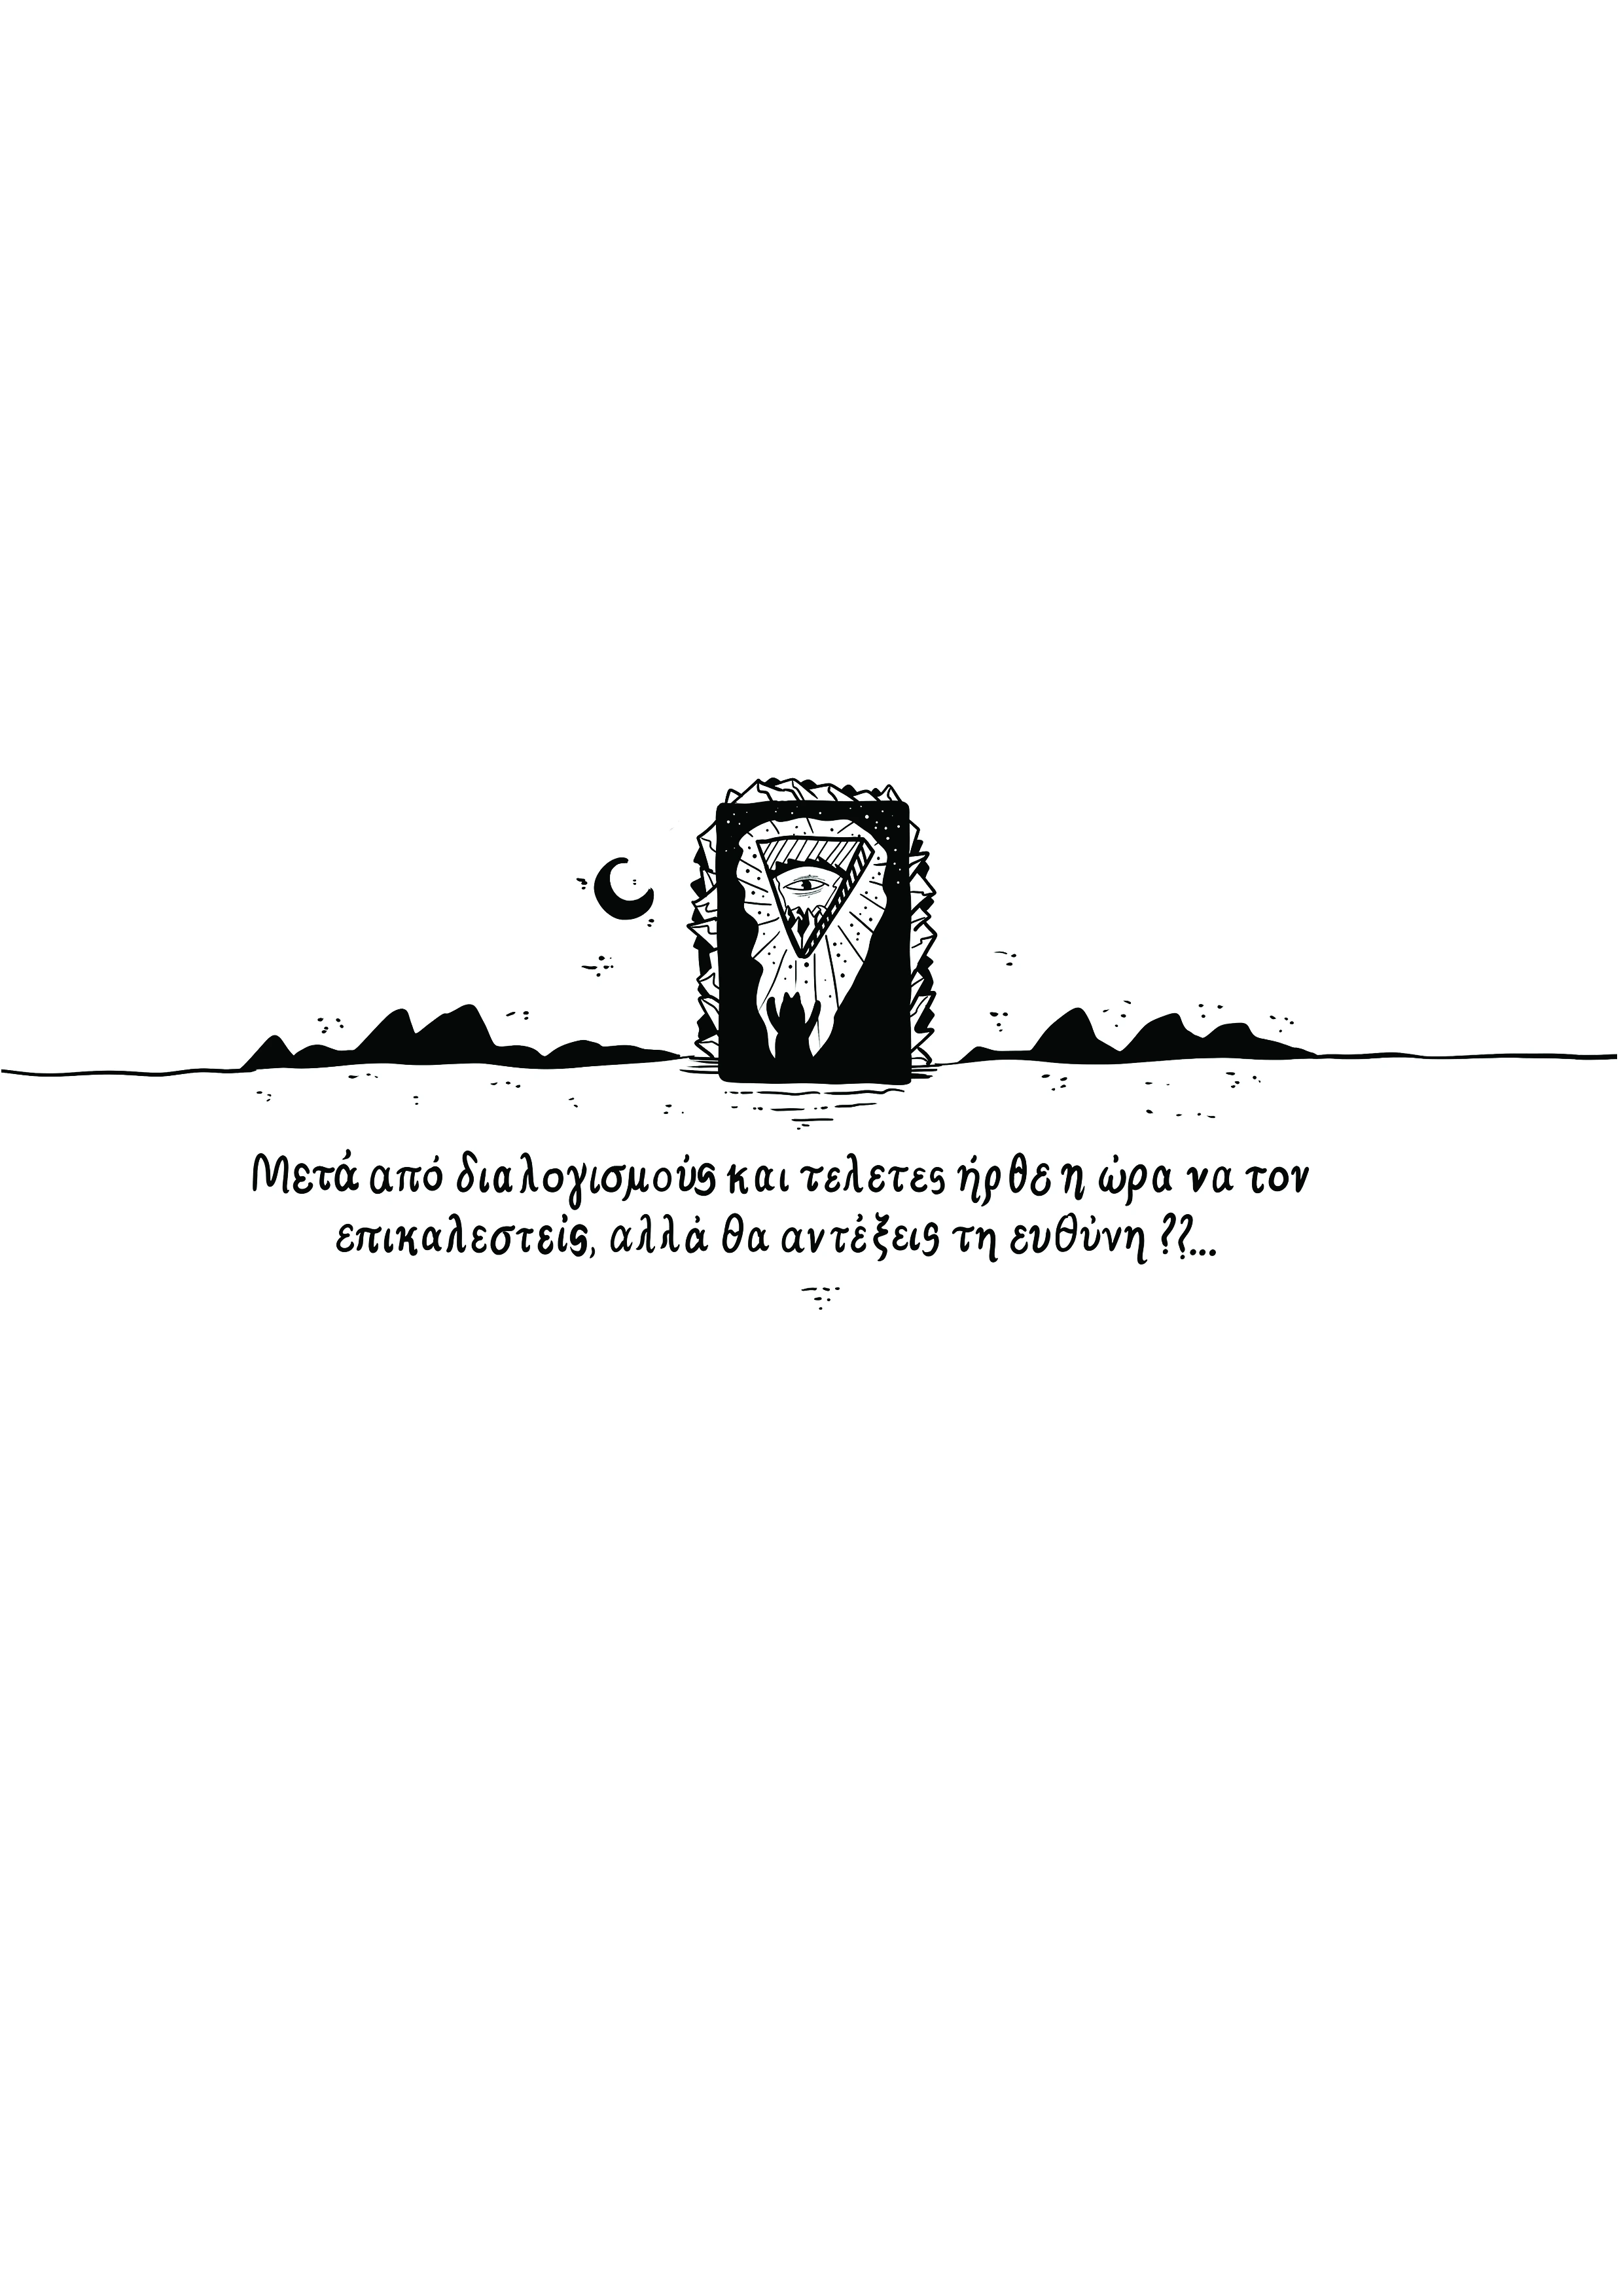 Μετά από διαλογισμούς και τελετες ήρθε η ώρα να τον
επικαλεστείς, αλλά θα αντέξεις τη ευθύνη ??...